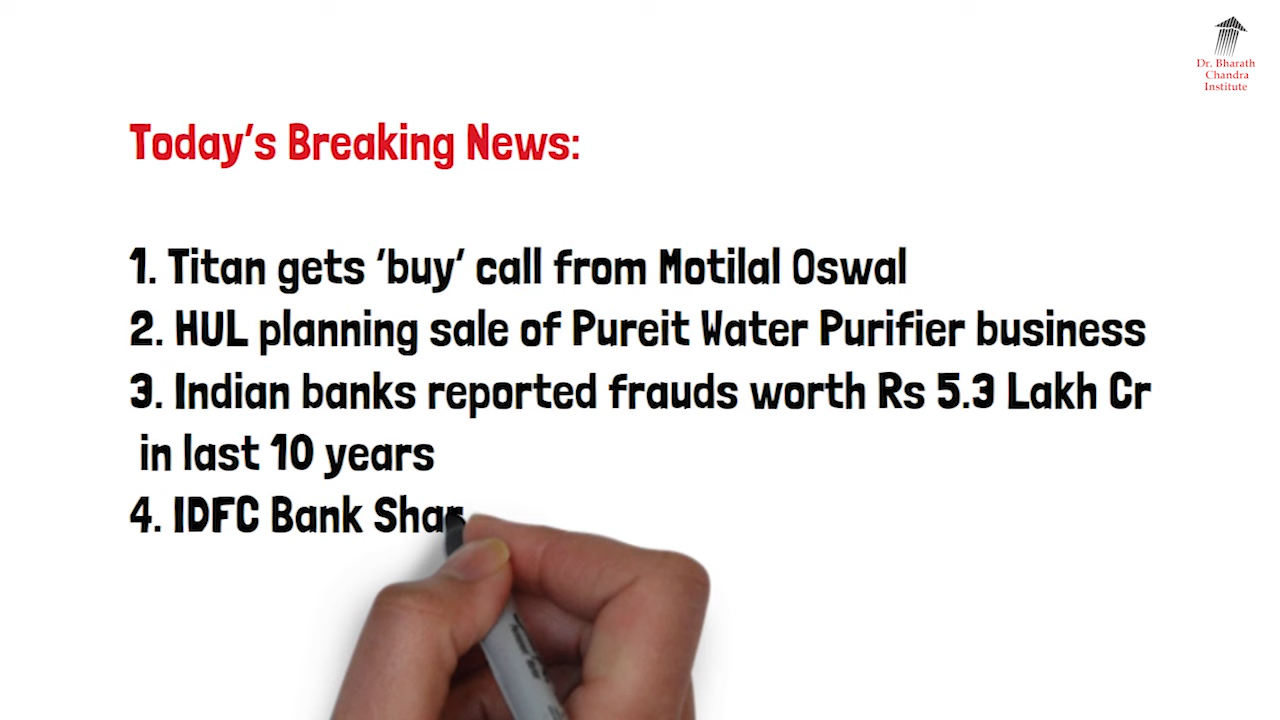 Dr. Bharath
Chandra
Institute
Today's Breaking News:
1. Titan gets 'buy' call from Motilal Oswal
2. HUL planning sale of Pureit Water Purifier business
3. Indian banks reported frauds worth Rs 5.3 Lakh Cr
in last 10 years
4. IDFC Bank Shar